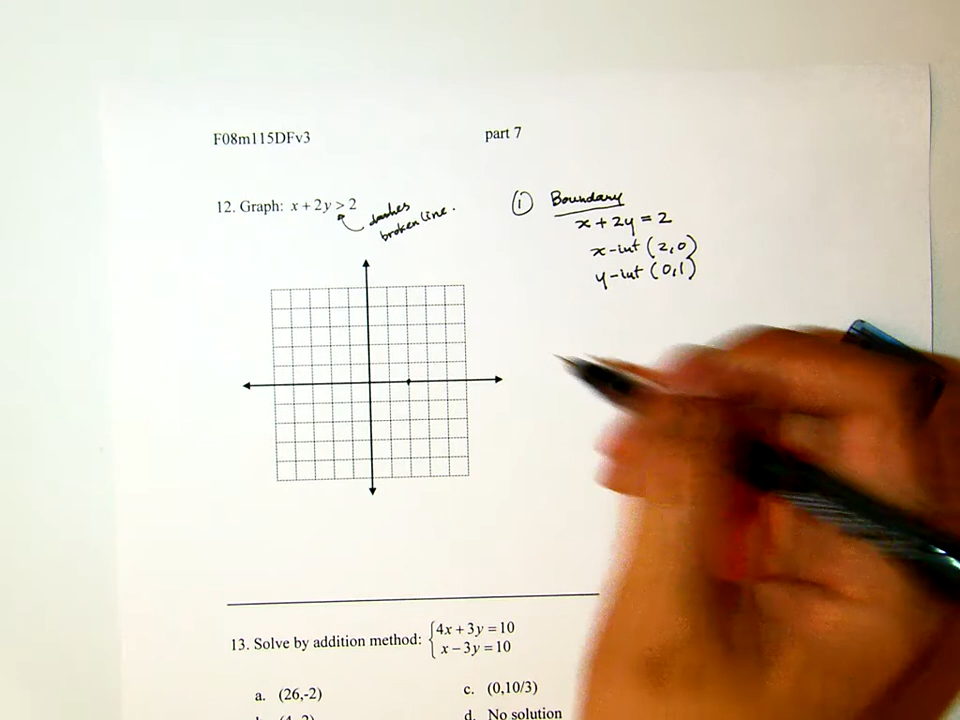 F08m115DFv3 part 7
12. Graph: x + 2y > 2
dashes
broken line.
① Boundary
x + 2y = 2
x-int (2,0)
y-int (0,1)
13. Solve by addition method: { 4x + 3y = 10
x − 3y = 10
a. (26,-2) c. (0,10/3)
d. No solution